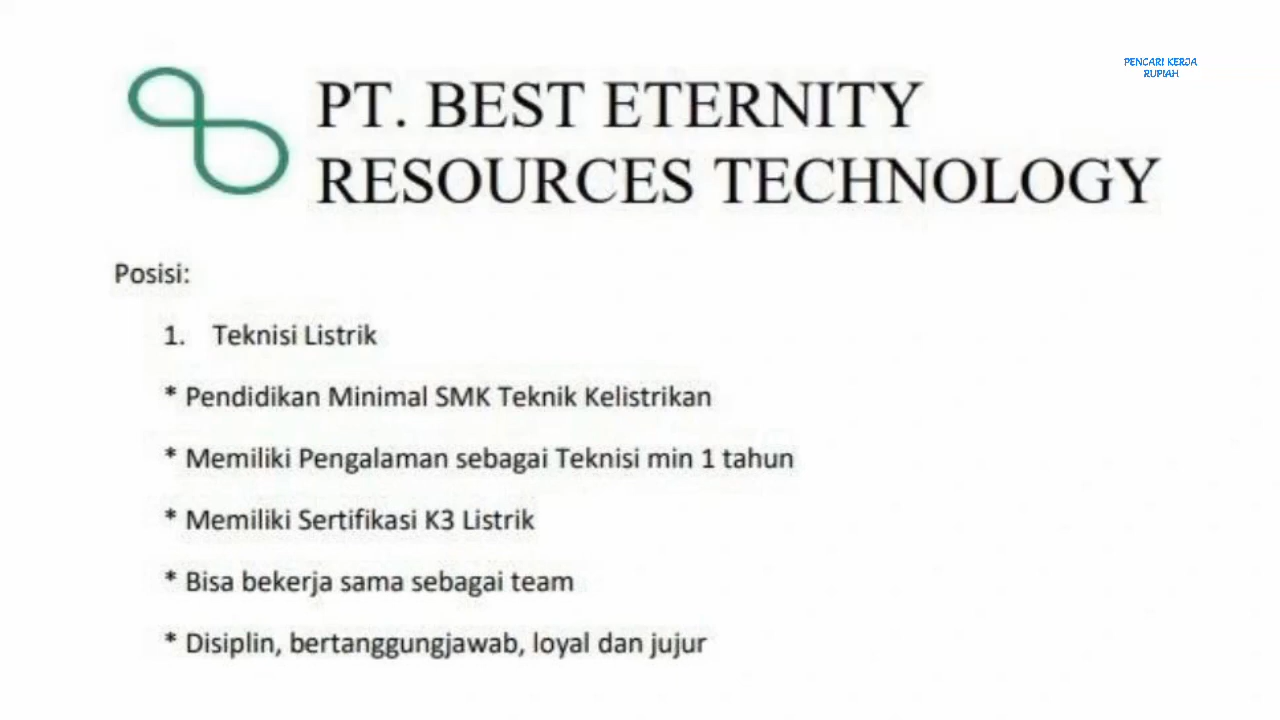 PENCARI KERJA
RUPIAH
PT. BEST ETERNITY
RESOURCES TECHNOLOGY
Posisi:
1. Teknisi Listrik
* Pendidikan Minimal SMK Teknik Kelistrikan
* Memiliki Pengalaman sebagai Teknisi min 1 tahun
* Memiliki Sertifikasi K3 Listrik
* Bisa bekerja sama sebagai team
* Disiplin, bertanggungjawab, loyal dan jujur